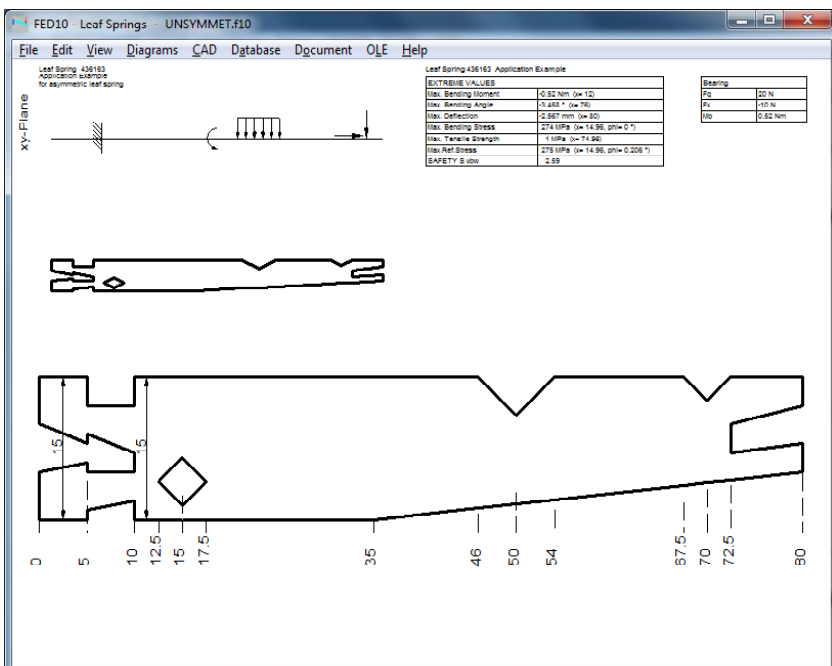 FED10 - Leaf Springs - UNSYMMET.f10
File Edit View Diagrams CAD Database Document OLE Help
Leaf Spring 436163
Application Example
for asymmetric leaf spring
xy-Plane
Leaf Spring 436163 Application Example
EXTREME VALUES
Max. Bending Moment -0.52 Nm (x= 12)
Max. Bending Angle -3.458 ° (x= 76)
Max. Deflection -2.567 mm (x= 80)
Max. Bending Stress 274 MPa (x= 14.96, phi= 0 °)
Max. Tensile Strength 1 MPa (x= 74.96)
Max.Ref.Stress 275 MPa (x= 14.96, phi= 0.206 °)
SAFETY S vbw 2.59
Bearing
Fq 20 N
Fx -10 N
Mb 0.52 Nm
15
15
0
5
10
12.5
15
17.5
35
46
50
54
67.5
70
72.5
80